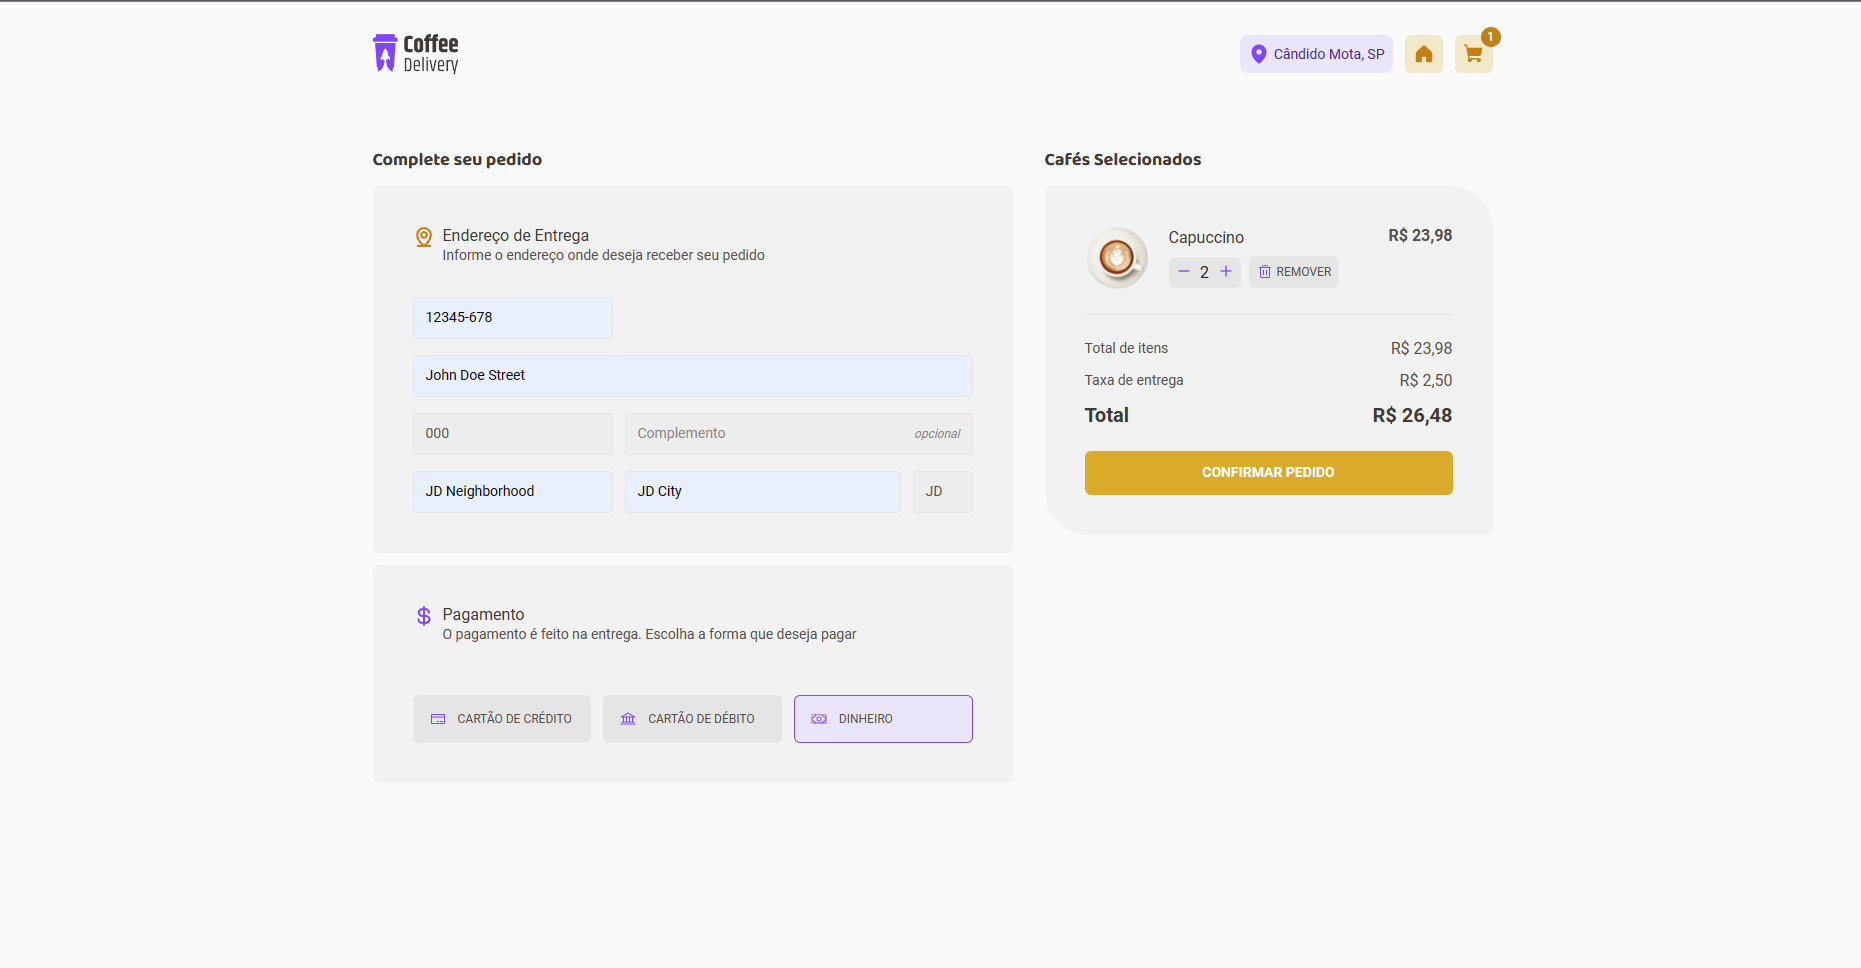 Coffee
Delivery
Cândido Mota, SP
1
Complete seu pedido
Endereço de Entrega
Informe o endereço onde deseja receber seu pedido
12345-678
John Doe Street
000
Complemento
opcional
JD Neighborhood
JD City
JD
Pagamento
O pagamento é feito na entrega. Escolha a forma que deseja pagar
CARTÃO DE CRÉDITO
CARTÃO DE DÉBITO
DINHEIRO
Cafés Selecionados
Capuccino
R$ 23,98
2
REMOVER
Total de itens
R$ 23,98
Taxa de entrega
R$ 2,50
Total
R$ 26,48
CONFIRMAR PEDIDO